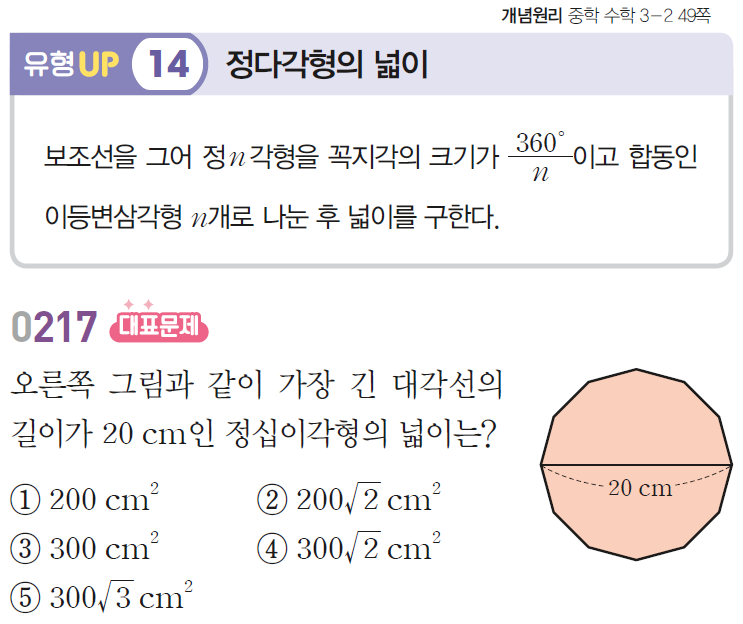 개념원리 중학 수학 3-2 49쪽
유형UP 14 정다각형의 넓이
보조선을 그어 정n각형을 꼭지각의 크기가 360°/n이고 합동인
이등변삼각형 n개로 나눈 후 넓이를 구한다.
0217 대표문제
오른쪽 그림과 같이 가장 긴 대각선의
길이가 20 cm인 정십이각형의 넓이는?
20 cm
① 200 cm² ② 200√2 cm²
③ 300 cm² ④ 300√2 cm²
⑤ 300√3 cm²